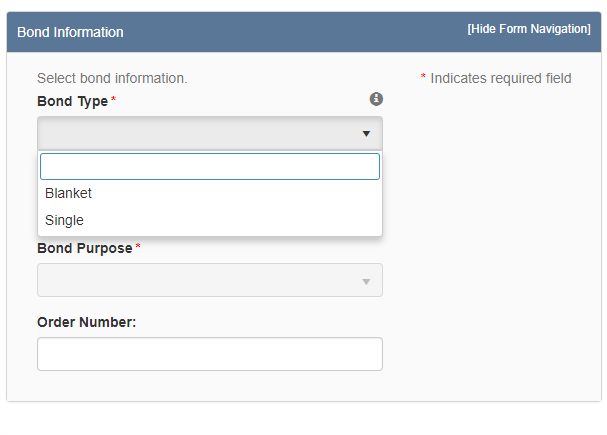 Bond Information [Hide Form Navigation]
Select bond information. * Indicates required field
Bond Type *
Blanket
Single
Bond Purpose *
Order Number: